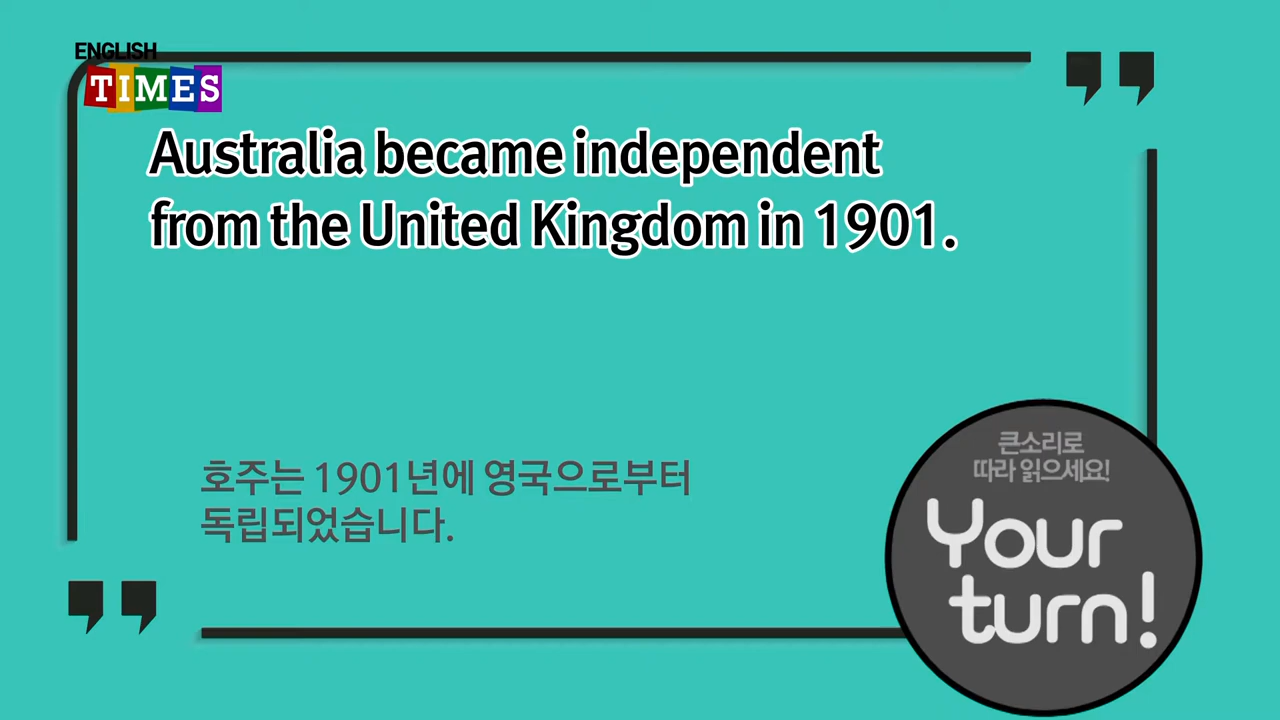 ENGLISH
TIMES
Australia became independent
from the United Kingdom in 1901.
호주는 1901년에 영국으로부터
독립되었습니다.
큰소리로
따라 읽으세요!
Your
turn!